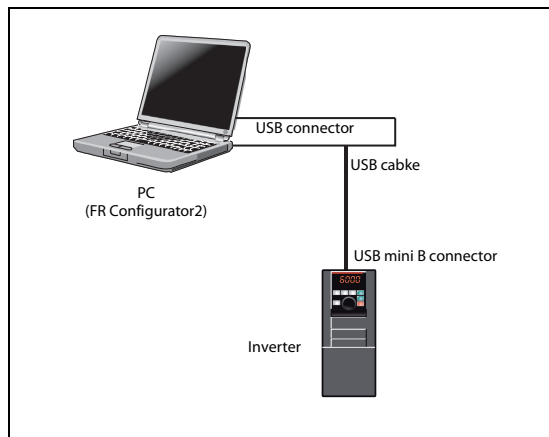 USB connector
USB cabke
PC
(FR Configurator2)
USB mini B connector
6000
Inverter